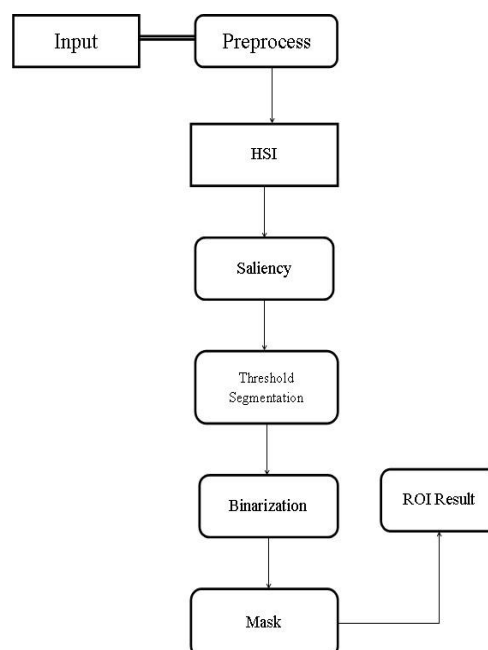 Input
Preprocess
HSI
Saliency
Threshold
Segmentation
Binarization
ROI Result
Mask